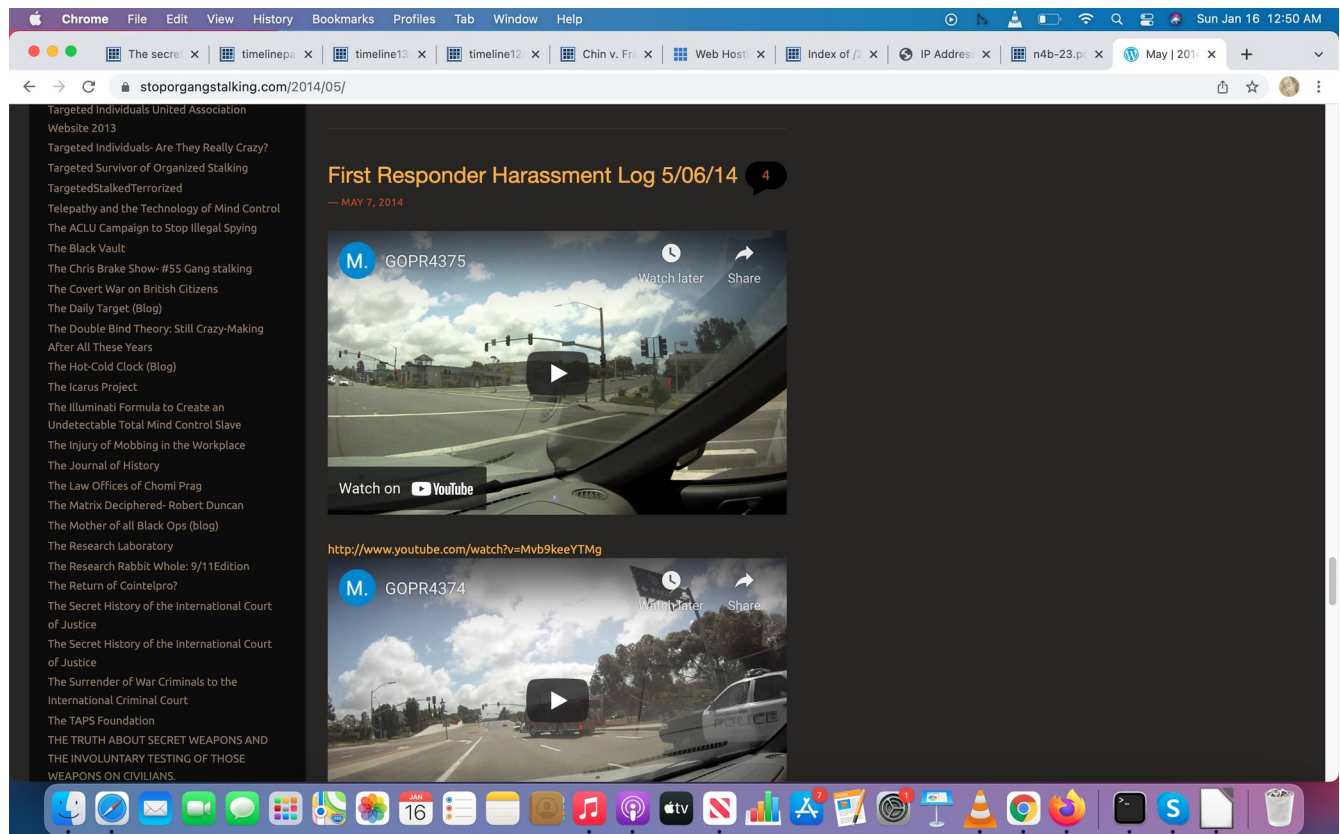 Chrome File Edit View History Bookmarks Profiles Tab Window Help Sun Jan 16 12:50 AM
The secret timelinepa timeline13 timeline12 Chin v. Fra Web Hosti Index of /2 IP Address n4b-23.po May | 201
stoporgangstalking.com/2014/05/
Targeted Individuals United Association
Website 2013
Targeted Individuals- Are They Really Crazy?
Targeted Survivor of Organized Stalking
TargetedStalkedTerrorized
Telepathy and the Technology of Mind Control
The ACLU Campaign to Stop Illegal Spying
The Black Vault
The Chris Brake Show- #55 Gang stalking
The Covert War on British Citizens
The Daily Target (Blog)
The Double Bind Theory: Still Crazy-Making
After All These Years
The Hot-Cold Clock (Blog)
The Icarus Project
The Illuminati Formula to Create an
Undetectable Total Mind Control Slave
The Injury of Mobbing in the Workplace
The Journal of History
The Law Offices of Chomi Prag
The Matrix Deciphered- Robert Duncan
The Mother of all Black Ops (blog)
The Research Laboratory
The Research Rabbit Whole: 9/11Edition
The Return of Cointelpro?
The Secret History of the International Court
of Justice
The Secret History of the International Court
of Justice
The Surrender of War Criminals to the
International Criminal Court
The TAPS Foundation
THE TRUTH ABOUT SECRET WEAPONS AND
THE INVOLUNTARY TESTING OF THOSE
WEAPONS ON CIVILIANS.
First Responder Harassment Log 5/06/14 4
— MAY 7, 2014
M. GOPR4375
Watch later Share
Watch on YouTube
http://www.youtube.com/watch?v=Mvb9keeYTMg
M. GOPR4374
Watch later Share
POLICE
JAN
16
tv
7
1
S